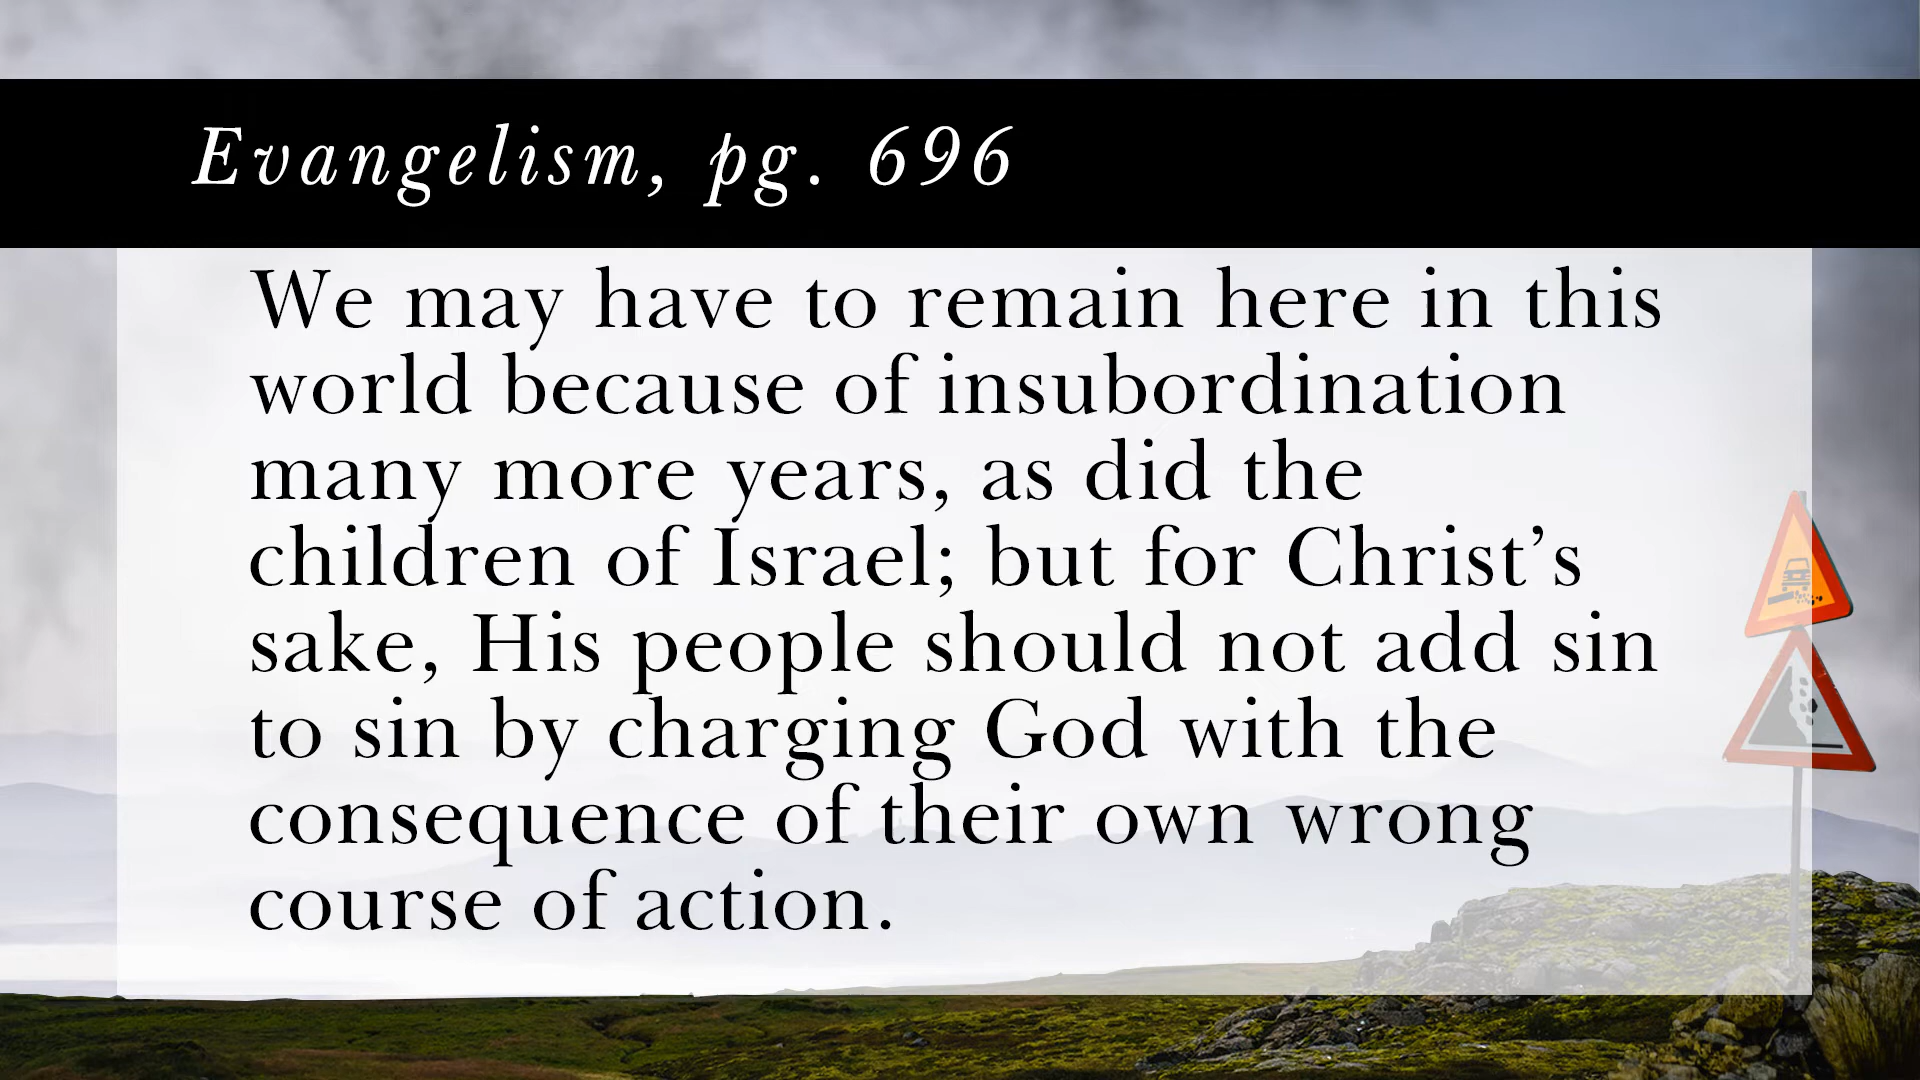 Evangelism, pg. 696
We may have to remain here in this
world because of insubordination
many more years, as did the
children of Israel; but for Christ’s
sake, His people should not add sin
to sin by charging God with the
consequence of their own wrong
course of action.